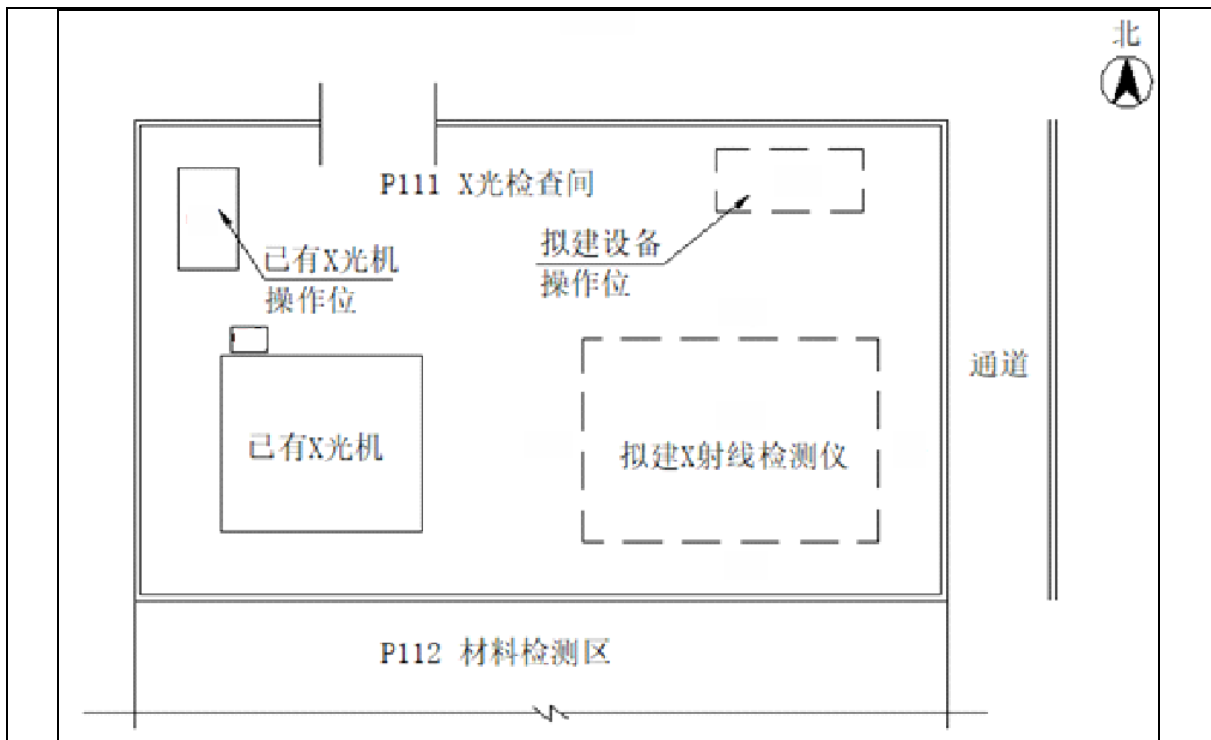 北
P111 X光检查间
已有X光机
操作位
拟建设备
操作位
通道
已有X光机
拟建X射线检测仪
P112 材料检测区